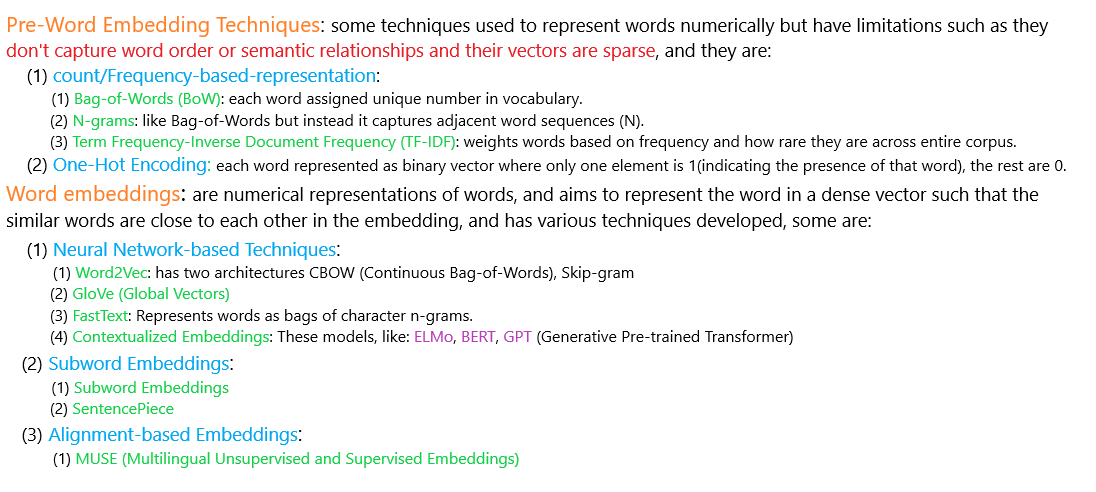 Pre-Word Embedding Techniques: some techniques used to represent words numerically but have limitations such as they
don't capture word order or semantic relationships and their vectors are sparse, and they are:
(1) count/Frequency-based-representation:
(1) Bag-of-Words (BoW): each word assigned unique number in vocabulary.
(2) N-grams: like Bag-of-Words but instead it captures adjacent word sequences (N).
(3) Term Frequency-Inverse Document Frequency (TF-IDF): weights words based on frequency and how rare they are across entire corpus.
(2) One-Hot Encoding: each word represented as binary vector where only one element is 1(indicating the presence of that word), the rest are 0.
Word embeddings: are numerical representations of words, and aims to represent the word in a dense vector such that the
similar words are close to each other in the embedding, and has various techniques developed, some are:
(1) Neural Network-based Techniques:
(1) Word2Vec: has two architectures CBOW (Continuous Bag-of-Words), Skip-gram
(2) GloVe (Global Vectors)
(3) FastText: Represents words as bags of character n-grams.
(4) Contextualized Embeddings: These models, like: ELMo, BERT, GPT (Generative Pre-trained Transformer)
(2) Subword Embeddings:
(1) Subword Embeddings
(2) SentencePiece
(3) Alignment-based Embeddings:
(1) MUSE (Multilingual Unsupervised and Supervised Embeddings)